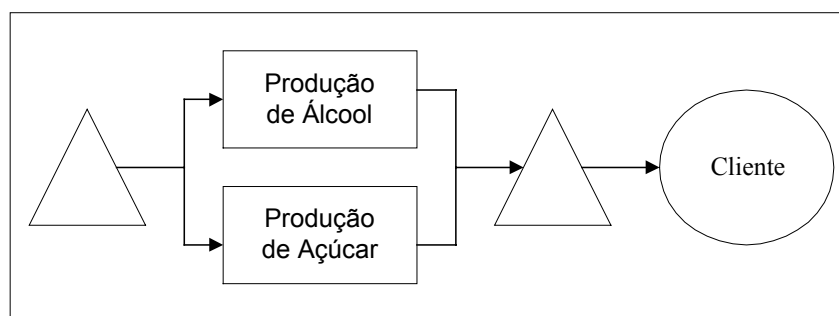 Produção
de Álcool
Produção
de Açúcar
Cliente